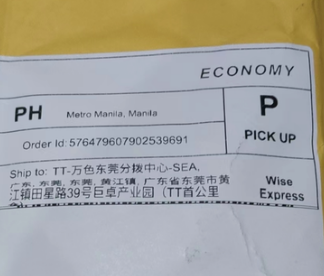 ECONOMY
PH Metro Manila, Manila P
PICK UP
Order Id: 576479607902539691
Ship to: TT-万色东莞分拨中心-SEA,
广东, 东莞, 东莞, 黄江镇, 广东省东莞市黄
江镇田星路39号巨卓产业园（TT首公里
Wise
Express